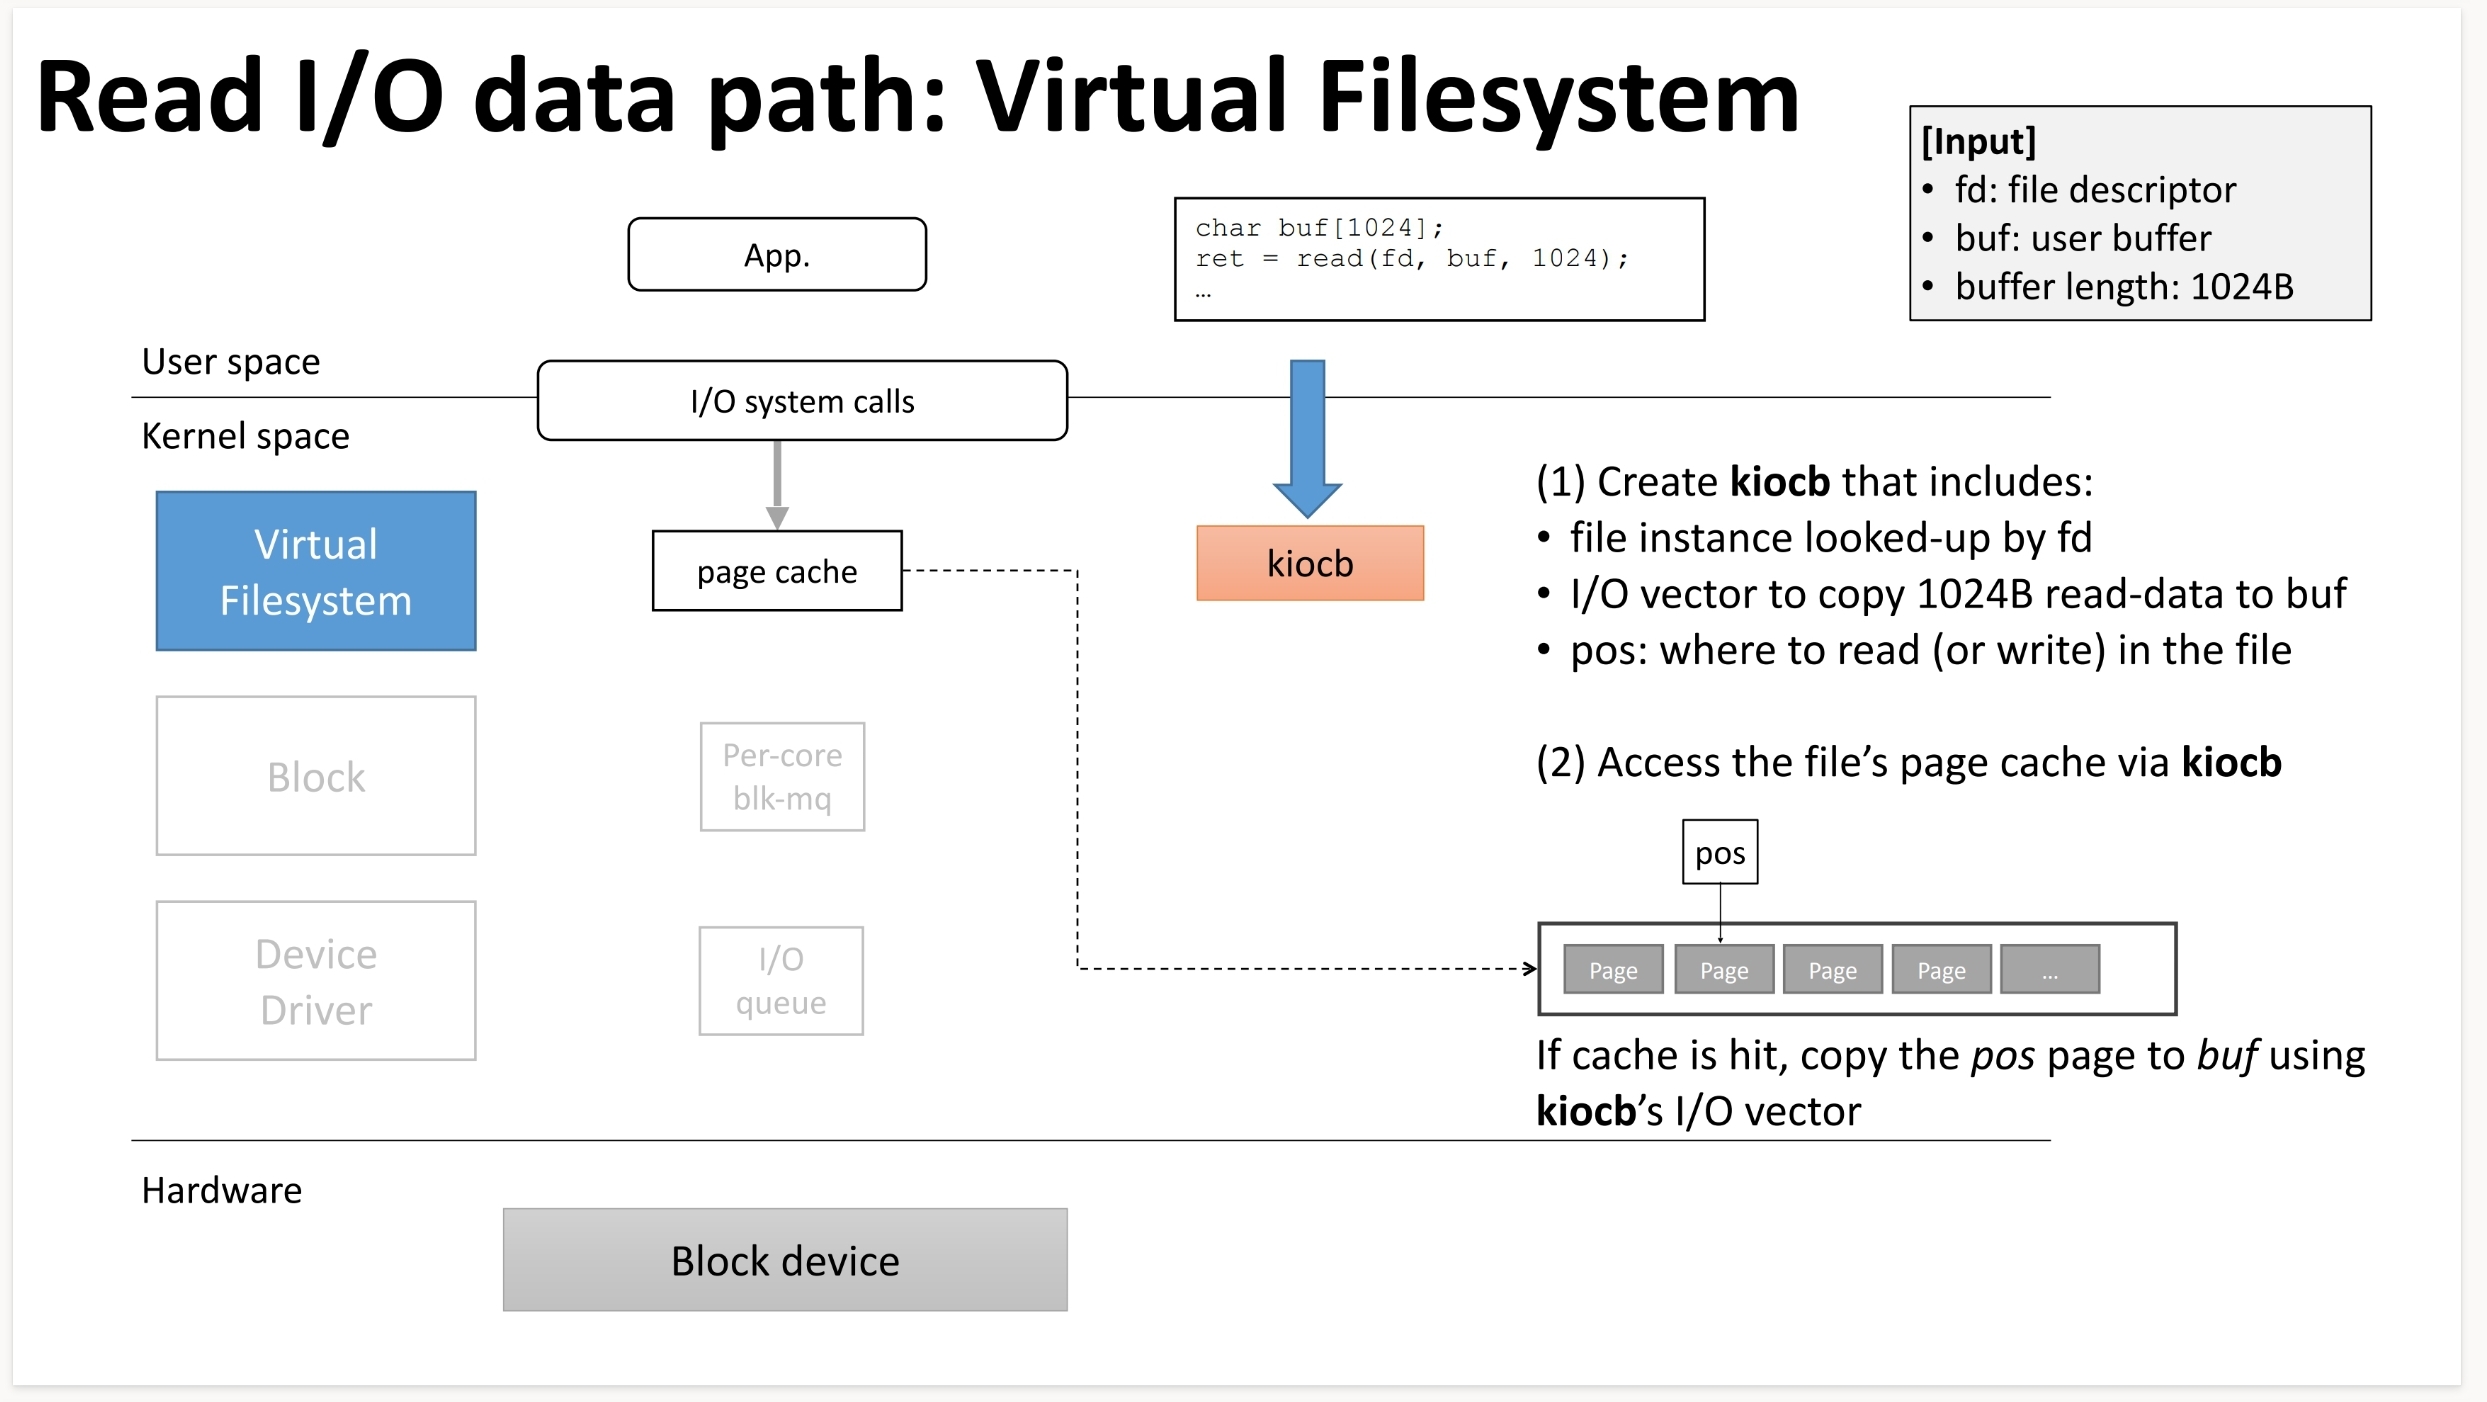 Read I/O data path: Virtual Filesystem
[Input]
• fd: file descriptor
• buf: user buffer
• buffer length: 1024B
App.
char buf[1024];
ret = read(fd, buf, 1024);
…
User space
I/O system calls
Kernel space
Virtual
Filesystem
page cache
kiocb
(1) Create kiocb that includes:
• file instance looked-up by fd
• I/O vector to copy 1024B read-data to buf
• pos: where to read (or write) in the file
Block
Per-core
blk-mq
(2) Access the file’s page cache via kiocb
pos
Device
Driver
I/O
queue
Page Page Page Page …
If cache is hit, copy the pos page to buf using
kiocb’s I/O vector
Hardware
Block device